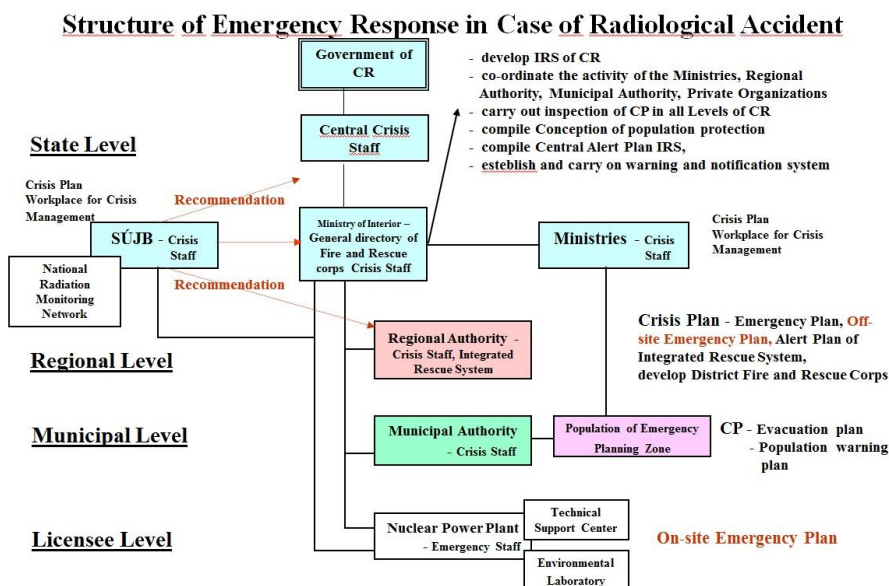 Structure of Emergency Response in Case of Radiological Accident
Government of
CR
- develop IRS of CR
- co-ordinate the activity of the Ministries, Regional
Authority, Municipal Authority, Private Organizations
- carry out inspection of CP in all Levels of CR
- compile Conception of population protection
- compile Central Alert Plan IRS,
- esteblish and carry on warning and notification system
Central Crisis
Staff
State Level
Crisis Plan
Workplace for Crisis
Management
Recommendation
SÚJB - Crisis
Staff
Ministry of Interior –
General directory of
Fire and Rescue
corps Crisis Staff
Ministries - Crisis
Staff
Crisis Plan
Workplace for Crisis
Management
National
Radiation
Monitoring
Network
Recommendation
Regional Level
Regional Authority -
Crisis Staff, Integrated
Rescue System
Crisis Plan - Emergency Plan, Off-
site Emergency Plan, Alert Plan of
Integrated Rescue System,
develop District Fire and Rescue Corps
Municipal Level
Municipal Authority
- Crisis Staff
Population of Emergency
Planning Zone
CP - Evacuation plan
- Population warning
plan
Licensee Level
Nuclear Power Plant
- Emergency Staff
Technical
Support Center
Environmental
Laboratory
On-site Emergency Plan